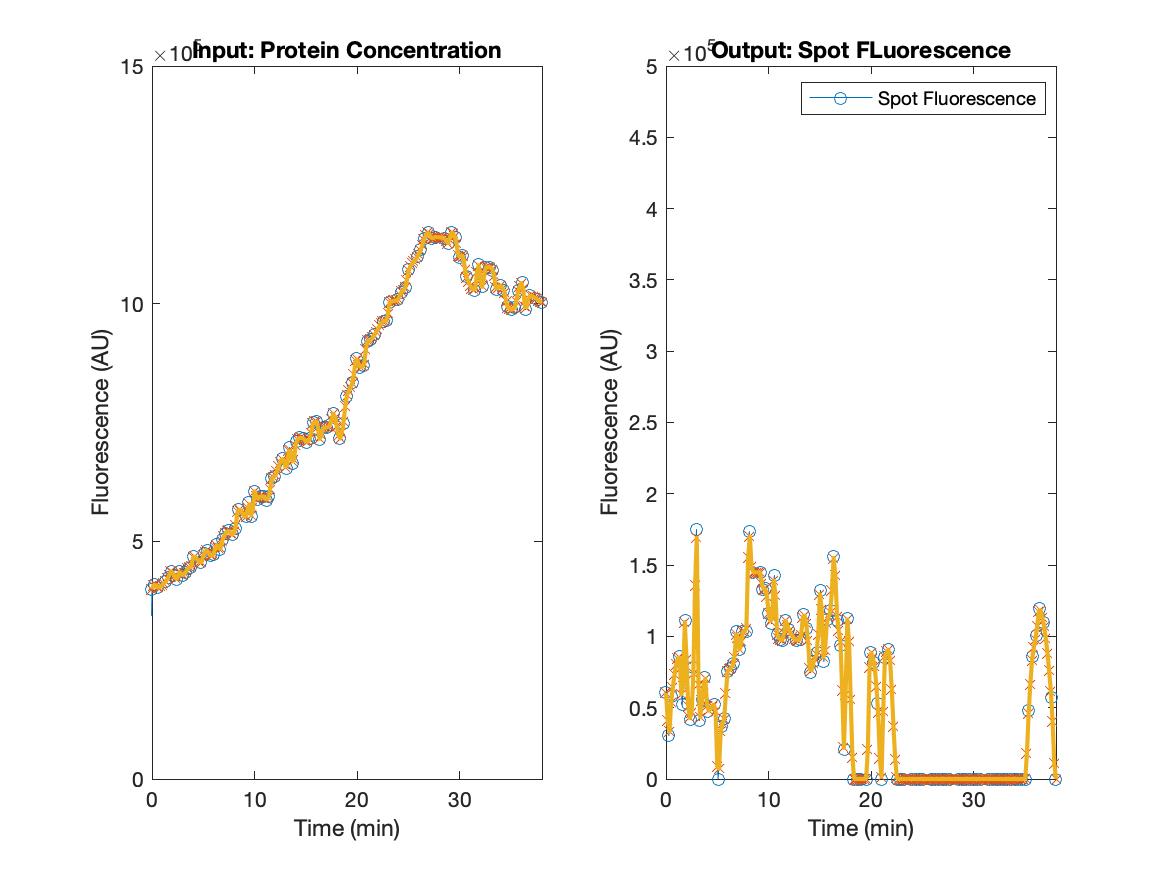 ×10⁵
Input: Protein Concentration
15
10
5
0
0 10 20 30
Time (min)
Fluorescence (AU)
×10⁵
Output: Spot FLuorescence
Spot Fluorescence
5
4.5
4
3.5
3
2.5
2
1.5
1
0.5
0
0 10 20 30
Time (min)
Fluorescence (AU)